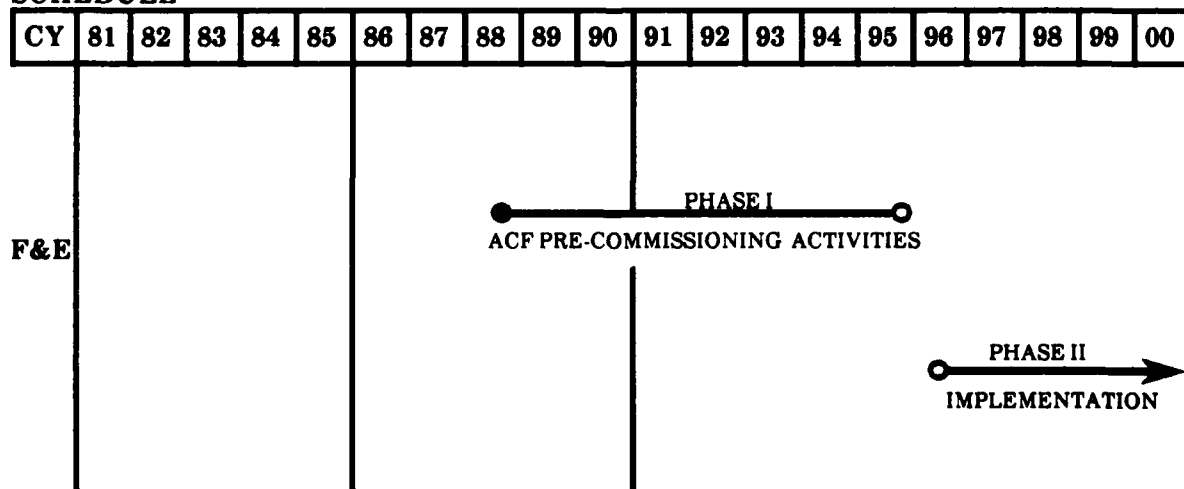 SCHEDULE
CY 81 82 83 84 85 86 87 88 89 90 91 92 93 94 95 96 97 98 99 00
PHASE I
ACF PRE-COMMISSIONING ACTIVITIES
F&E
PHASE II
IMPLEMENTATION